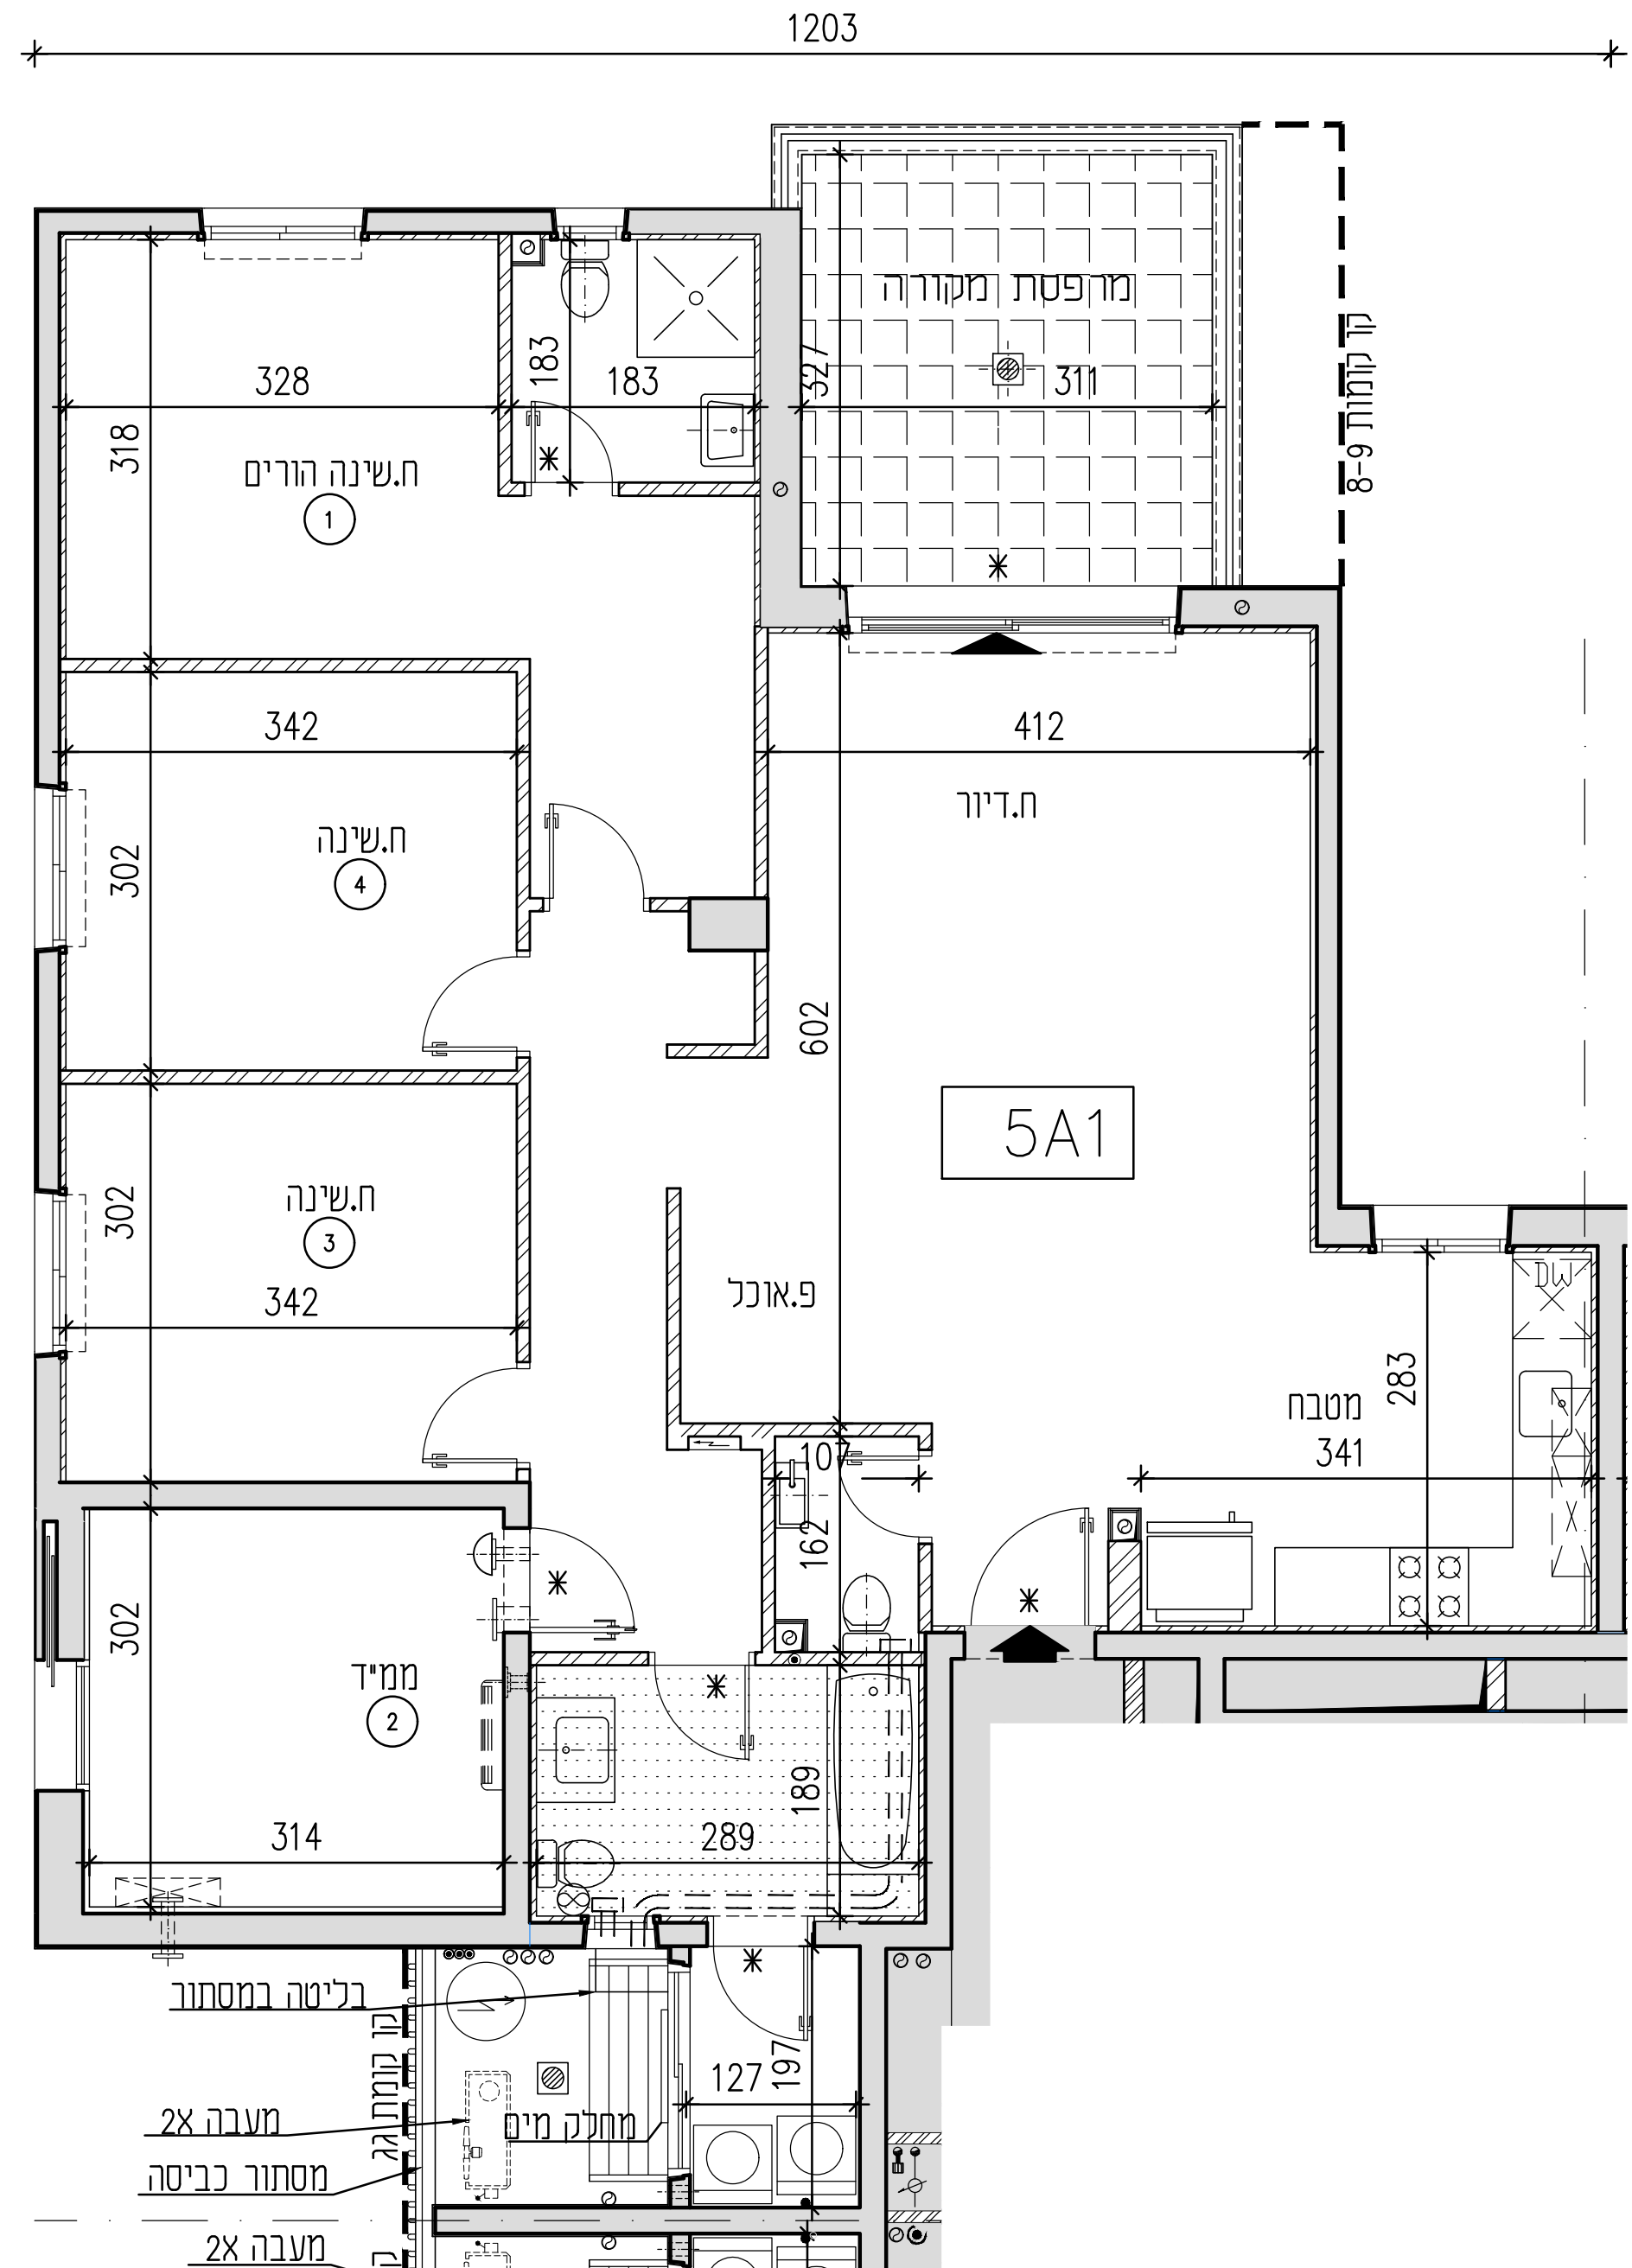 1203
מרפסת מקורה
327
311
קו קומות 8-9
328
183
183
318
ח.שינה הורים
1
342
412
ח.דיור
ח.שינה
4
302
602
5A1
ח.שינה
3
302
342
פ.אוכל
DW
283
מטבח
341
107
162
302
ממ"ד
2
189
314
289
בליטה במסתור
קו קומת גג
197
127
מעבה 2X
מחלק מים
מסתור כביסה
מעבה 2X